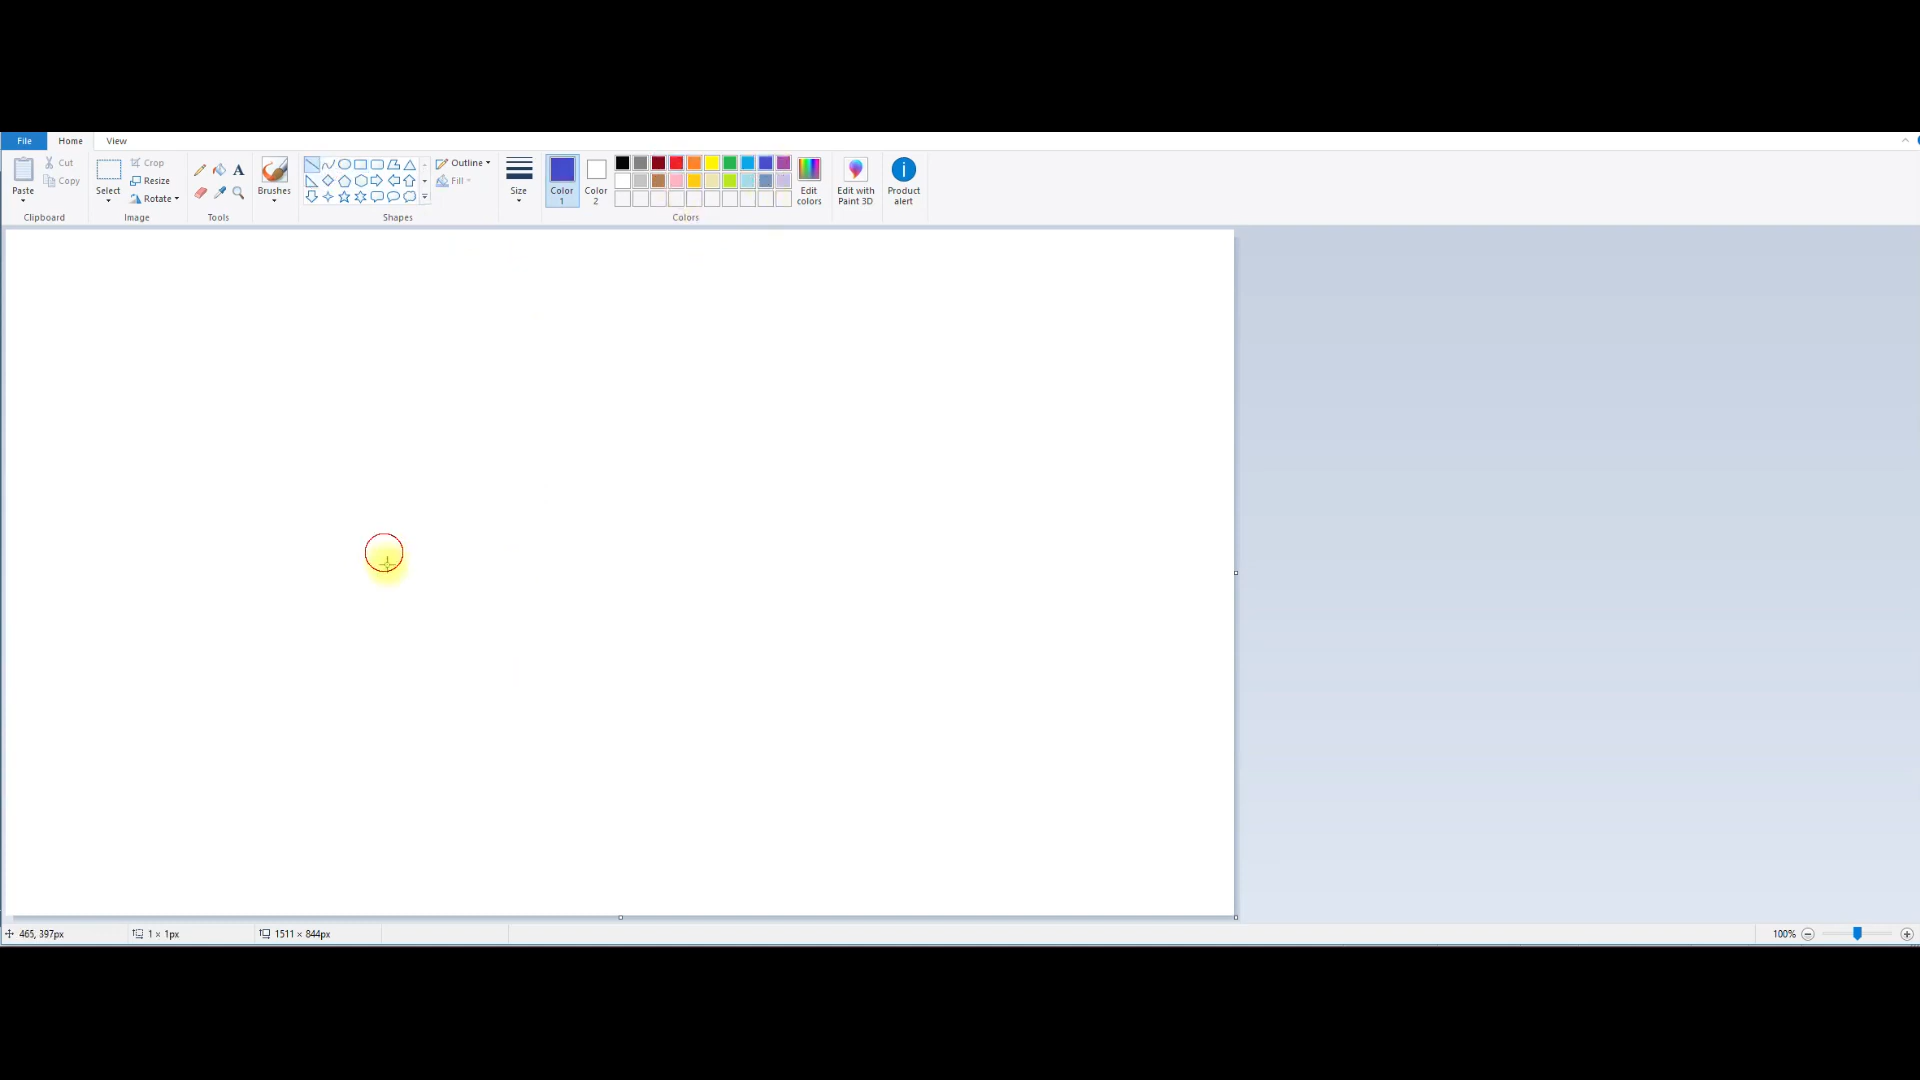 File Home View
Paste
Cut
Copy
Clipboard
Select
Crop
Resize
Rotate
Image
A
Tools
Brushes
Shapes
Outline
Fill
Size
Color
1
Color
2
Colors
Edit
colors
Edit with
Paint 3D
i
Product
alert
465, 397px 1 × 1px 1511 × 844px 100%